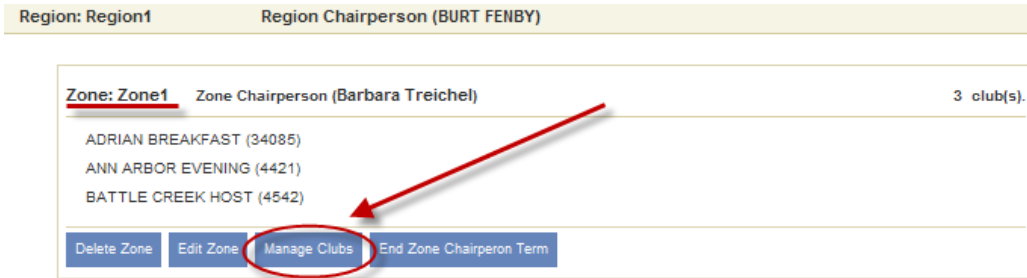 Region: Region1 Region Chairperson (BURT FENBY)
Zone: Zone1 Zone Chairperson (Barbara Treichel) 3 club(s).
ADRIAN BREAKFAST (34085)
ANN ARBOR EVENING (4421)
BATTLE CREEK HOST (4542)
Delete Zone Edit Zone Manage Clubs End Zone Chairperon Term